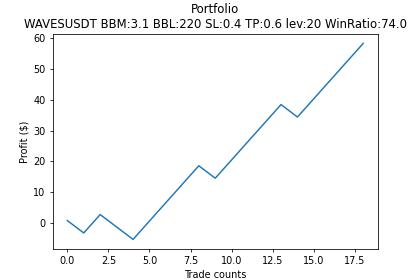 Portfolio
WAVESUSDT BBM:3.1 BBL:220 SL:0.4 TP:0.6 lev:20 WinRatio:74.0
60
50
40
30
20
10
0
Profit ($)
0.0 2.5 5.0 7.5 10.0 12.5 15.0 17.5
Trade counts